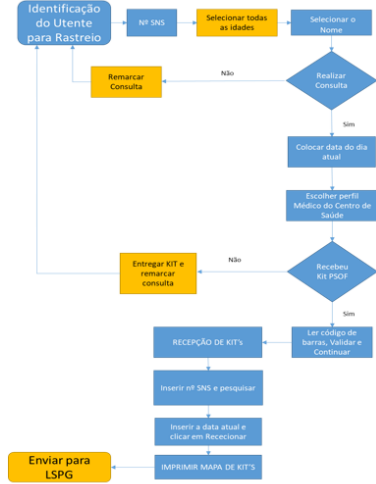 Identificação
do Utente
para Rastreio
Nº SNS
Selecionar todas
as idades
Selecionar o
Nome
Remarcar
Consulta
Não
Realizar
Consulta
Sim
Colocar data do dia
atual
Escolher perfil
Médico do Centro de
Saúde
Entregar KIT e
remarcar
consulta
Não
Recebeu
Kit PSOF
Sim
RECEPÇÃO DE KIT's
Ler código de
barras, Validar e
Continuar
Inserir nº SNS e pesquisar
Inserir a data atual e
clicar em Rececionar
Enviar para
LSPG
IMPRIMIR MAPA DE KIT'S